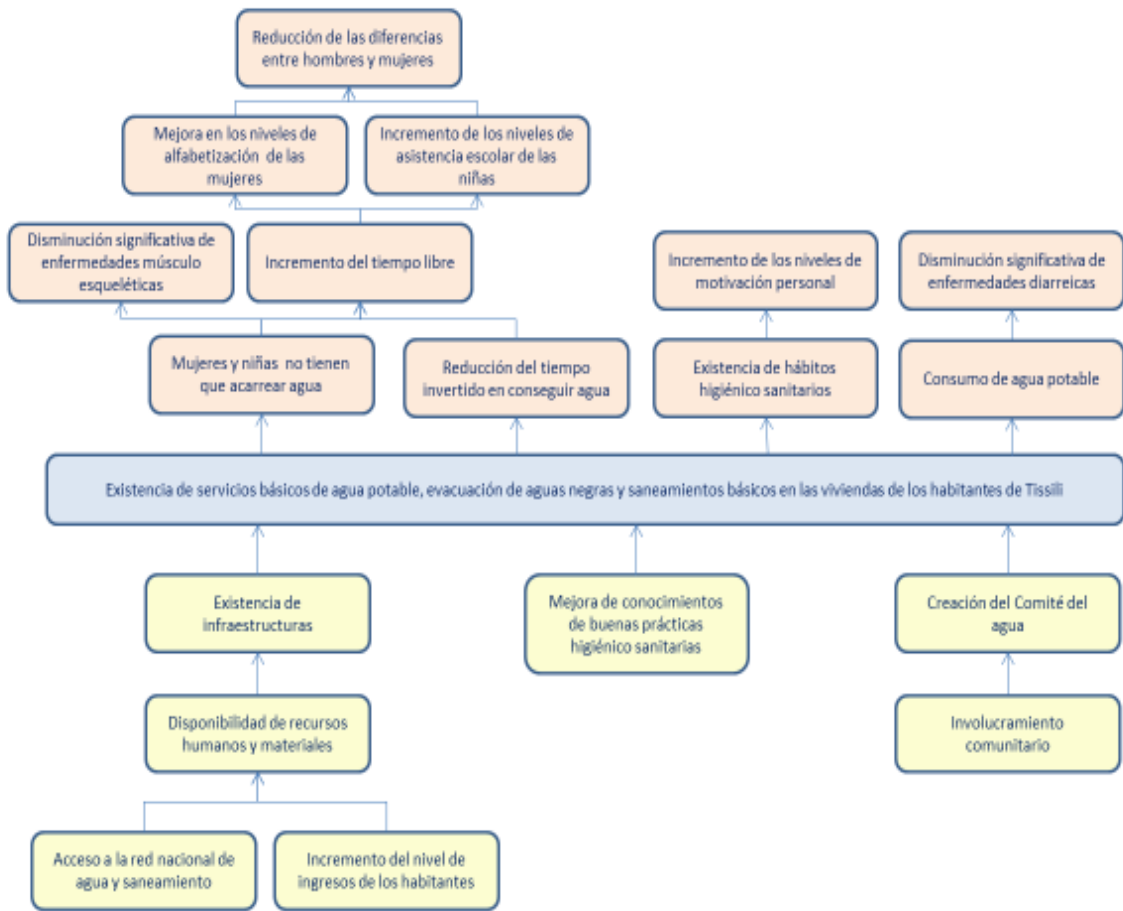 Reducción de las diferencias
entre hombres y mujeres
Mejora en los niveles de
alfabetización de las
mujeres
Incremento de los niveles de
asistencia escolar de las
niñas
Disminución significativa de
enfermedades músculo
esqueléticas
Incremento del tiempo libre
Incremento de los niveles de
motivación personal
Disminución significativa de
enfermedades diarreicas
Mujeres y niñas no tienen
que acarrear agua
Reducción del tiempo
invertido en conseguir agua
Existencia de hábitos
higiénico sanitarios
Consumo de agua potable
Existencia de servicios básicos de agua potable, evacuación de aguas negras y saneamientos básicos en las viviendas de los habitantes de Tissili
Existencia de
infraestructuras
Mejora de conocimientos
de buenas prácticas
higiénico sanitarias
Creación del Comité del
agua
Disponibilidad de recursos
humanos y materiales
Involucramiento
comunitario
Acceso a la red nacional de
agua y saneamiento
Incremento del nivel de
ingresos de los habitantes